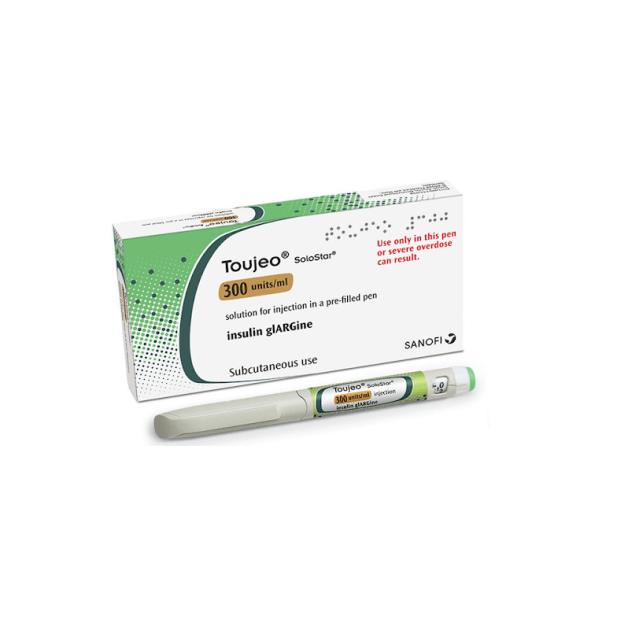 Toujeo® SoloStar®
300 units/ml
solution for injection in a pre-filled pen
insulin glARGine
Subcutaneous use
Use only in this pen
or severe overdose
can result.
SANOFI
Toujeo® SoloStar®
300 units/ml injection
insulin glARGine